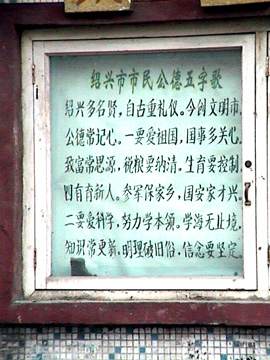 绍兴市市民公德五字歌
绍兴多名贤,自古重礼仪。今创文明市,
公德常记心。一要爱祖国,国事多关心。
致富常思源,税粮要纳清。生育要控制,
四有育新人。参军保家乡,国安家才兴。
二要爱科学,努力学本领。学海无止境,
知识常更新。明理破旧俗,信念要坚定。